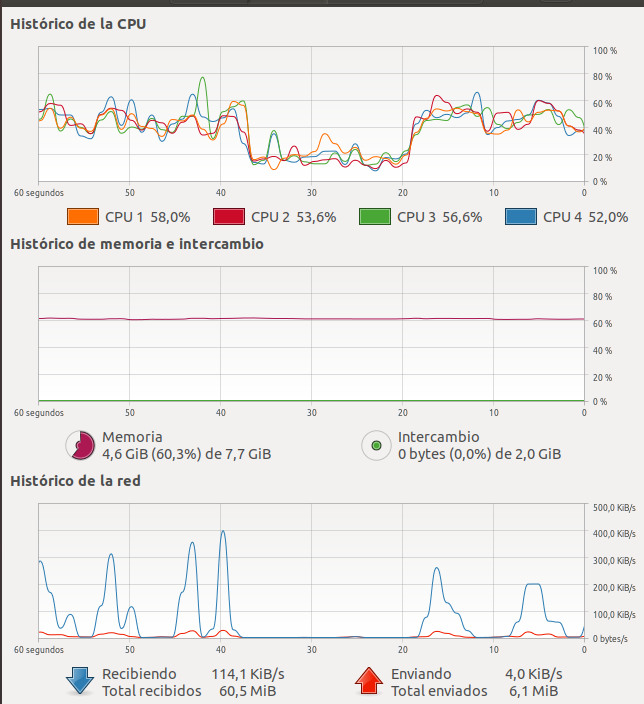 Histórico de la CPU
100 %
80 %
60 %
40 %
20 %
0 %
60 segundos 50 40 30 20 10 0
CPU 1 58,0% CPU 2 53,6% CPU 3 56,6% CPU 4 52,0%
Histórico de memoria e intercambio
100 %
80 %
60 %
40 %
20 %
0 %
60 segundos 50 40 30 20 10 0
Memoria
4,6 GiB (60,3%) de 7,7 GiB
Intercambio
0 bytes (0,0%) de 2,0 GiB
Histórico de la red
500,0 KiB/s
400,0 KiB/s
300,0 KiB/s
200,0 KiB/s
100,0 KiB/s
0 bytes/s
60 segundos 50 40 30 20 10 0
Recibiendo 114,1 KiB/s
Total recibidos 60,5 MiB
Enviando 4,0 KiB/s
Total enviados 6,1 MiB